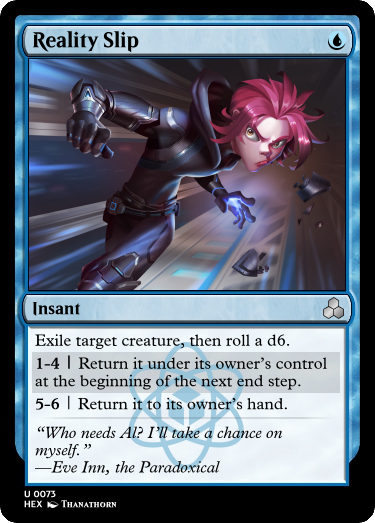 Reality Slip
Insant
Exile target creature, then roll a d6.
1-4 | Return it under its owner's control
at the beginning of the next end step.
5-6 | Return it to its owner's hand.
"Who needs Al? I'll take a chance on
myself."
—Eve Inn, the Paradoxical
U 0073
HEX Thanathorn